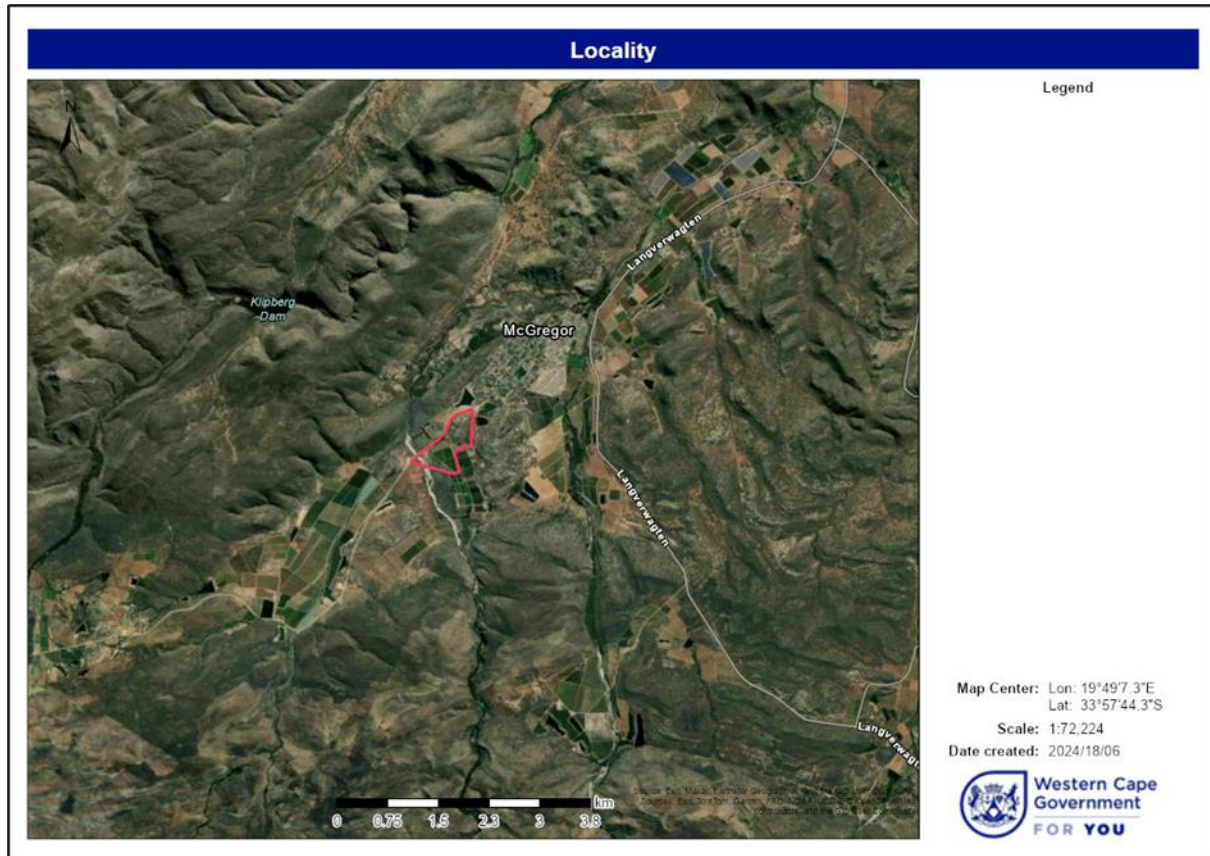 Locality
N
Legend
Klipberg
Dam
McGregor
Langverwagten
Langverwagten
Langverwagten
km
0 0.75 1.5 2.3 3 3.8
Map Center: Lon: 19°49'7.3"E
Lat: 33°57'44.3"S
Scale: 1:72,224
Date created: 2024/18/06
Western Cape
Government
FOR YOU